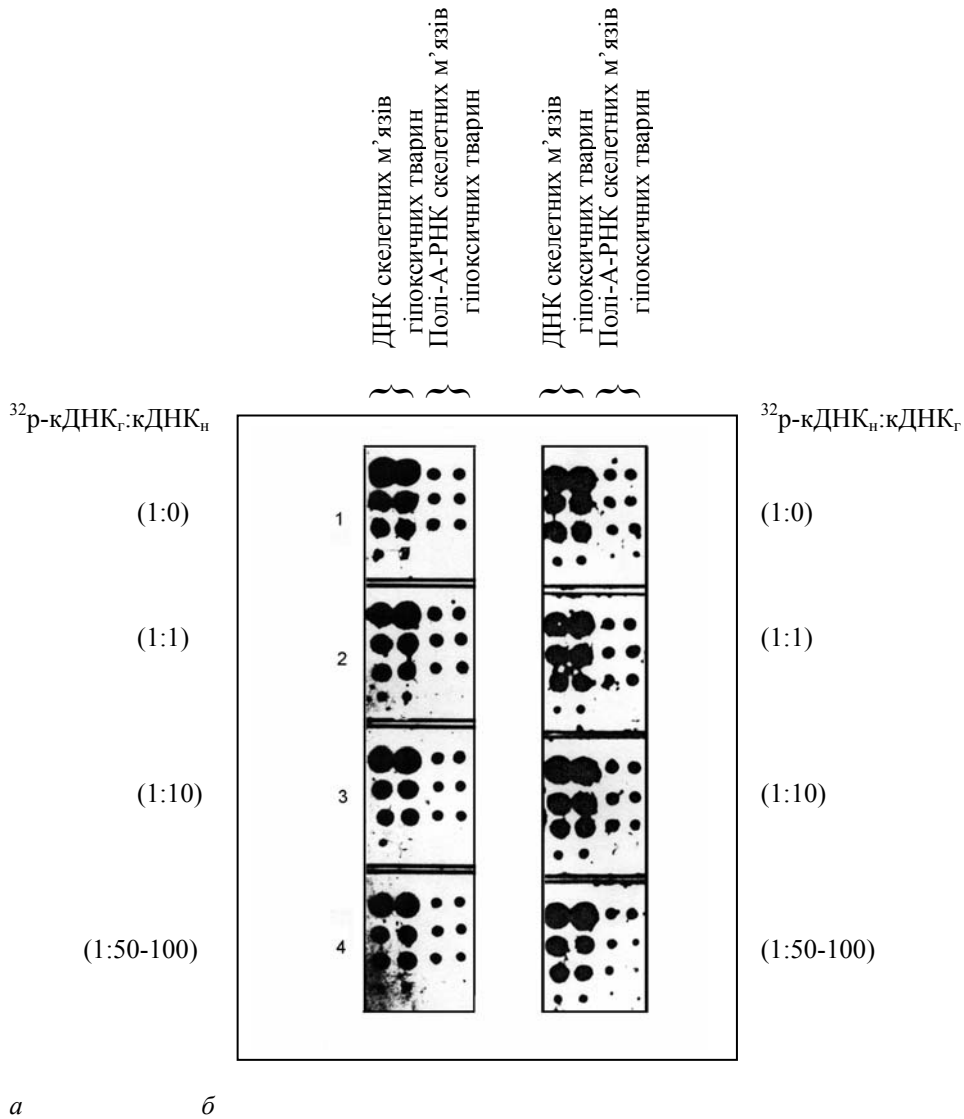 ДНК скелетних м’язів
гіпоксичних тварин
Полі-А-РНК скелетних м’язів
гіпоксичних тварин
ДНК скелетних м’язів
гіпоксичних тварин
Полі-А-РНК скелетних м’язів
гіпоксичних тварин
³²р-кДНКг:кДНКн
³²р-кДНКн:кДНКг
(1:0)
1
(1:0)
(1:1)
2
(1:1)
(1:10)
3
(1:10)
(1:50-100)
4
(1:50-100)
а б